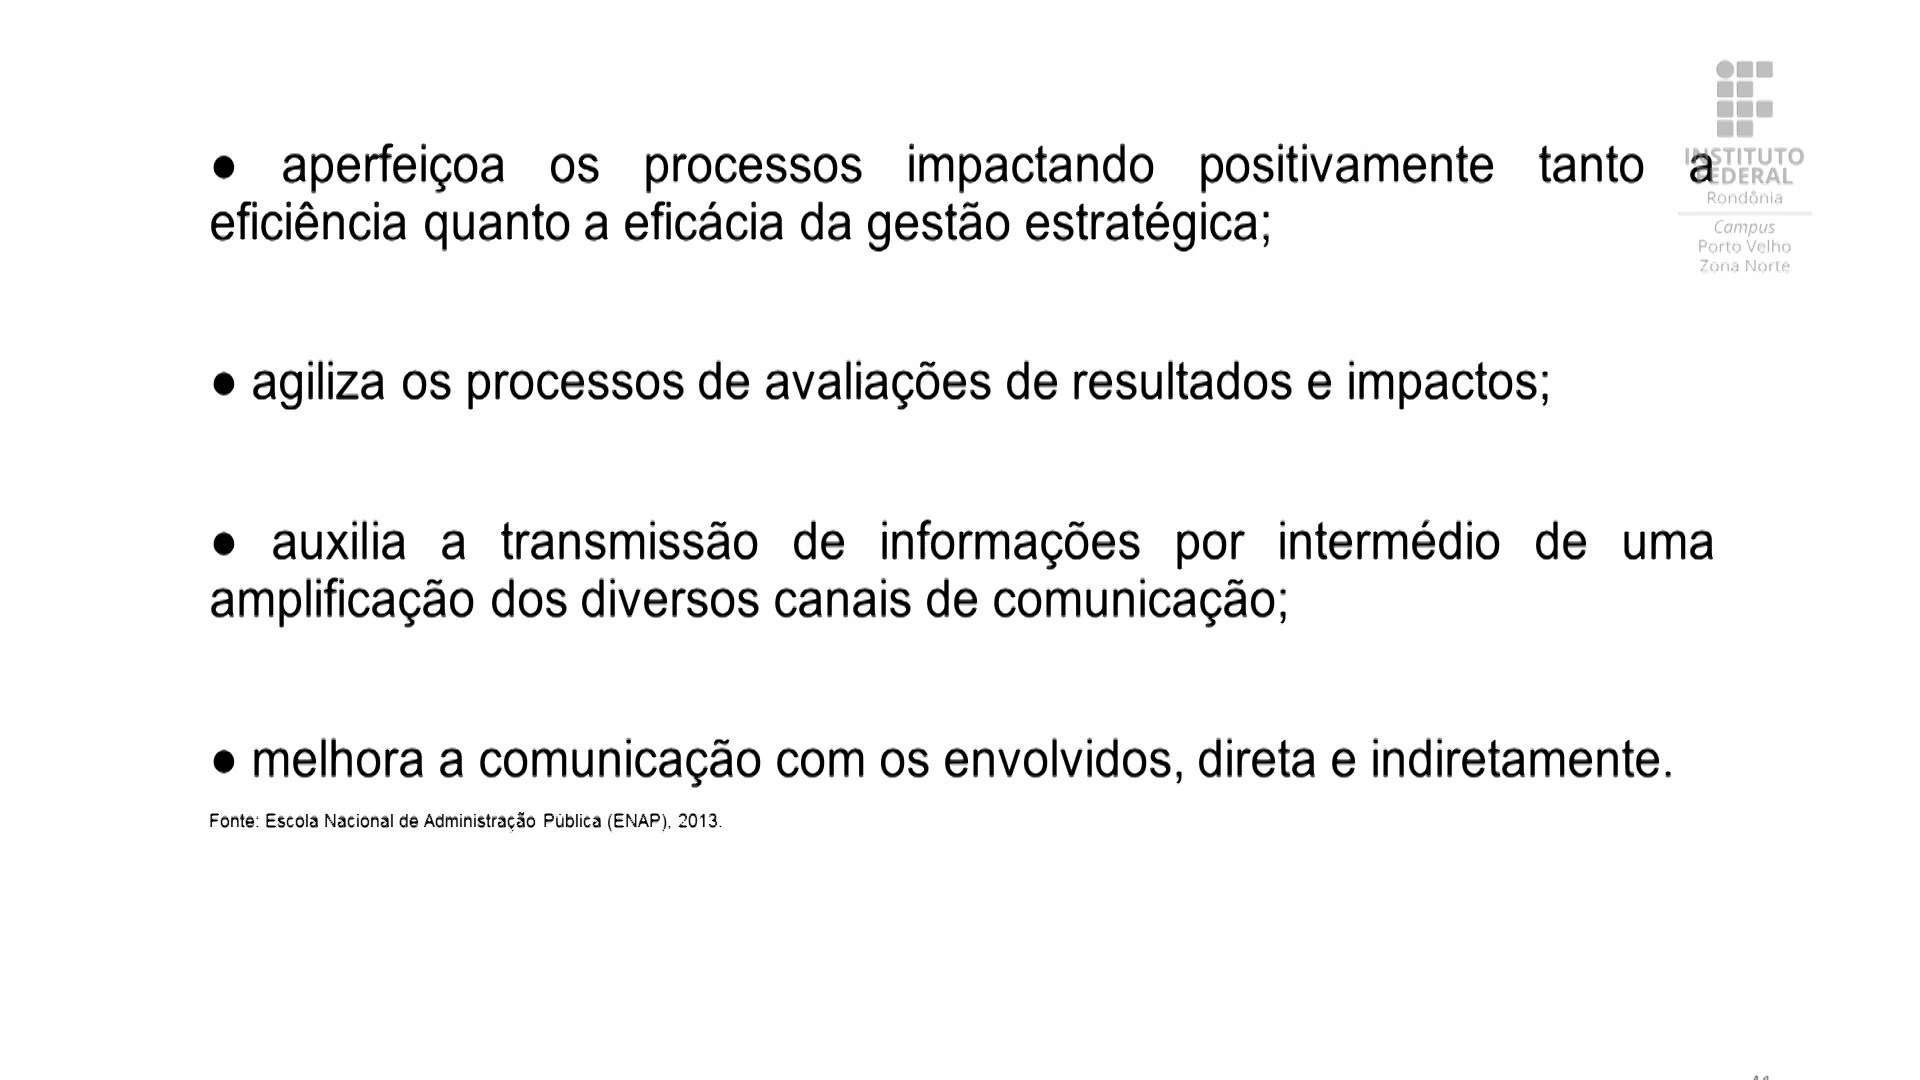 ● aperfeiçoa os processos impactando positivamente tanto a
eficiência quanto a eficácia da gestão estratégica;
● agiliza os processos de avaliações de resultados e impactos;
● auxilia a transmissão de informações por intermédio de uma
amplificação dos diversos canais de comunicação;
● melhora a comunicação com os envolvidos, direta e indiretamente.
Fonte: Escola Nacional de Administração Pública (ENAP), 2013.
INSTITUTO
FEDERAL
Rondônia
Campus
Porto Velho
Zona Norte